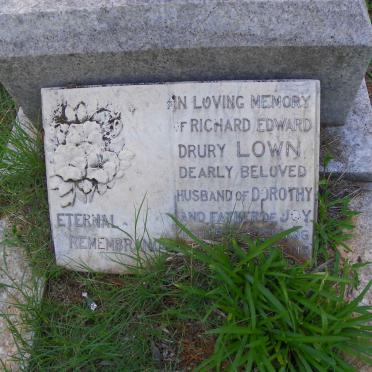 IN LOVING MEMORY
OF RICHARD EDWARD
DRURY LOWN
DEARLY BELOVED
HUSBAND OF DOROTHY
AND FATHER OF JOY
ETERNAL
REMEMBRANCE